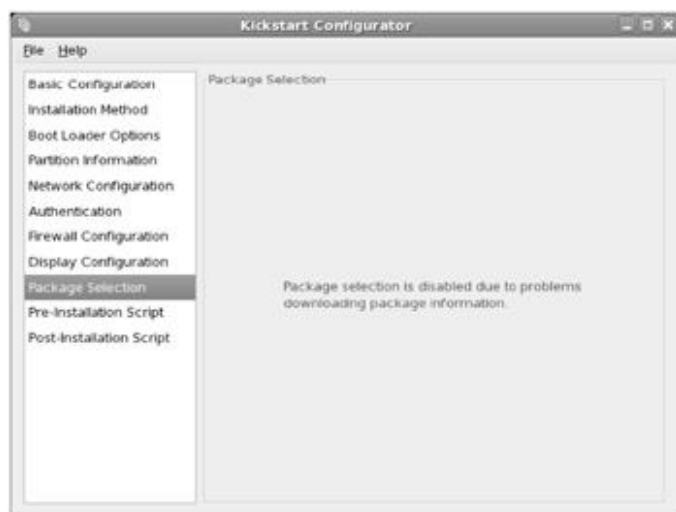 Kickstart Configurator
File Help
Basic Configuration
Installation Method
Boot Loader Options
Partition Information
Network Configuration
Authentication
Firewall Configuration
Display Configuration
Package Selection
Pre-Installation Script
Post-Installation Script
Package Selection
Package selection is disabled due to problems
downloading package information.